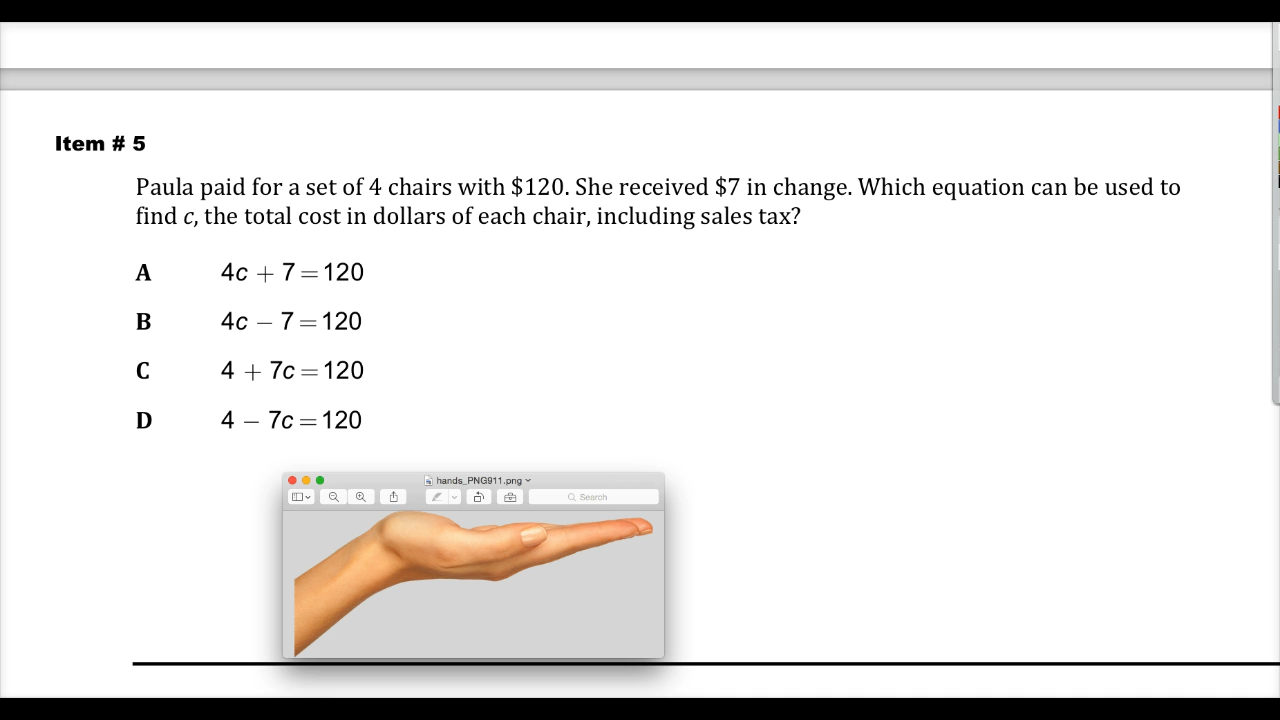 Item # 5
Paula paid for a set of 4 chairs with $120. She received $7 in change. Which equation can be used to
find c, the total cost in dollars of each chair, including sales tax?
A 4c + 7 = 120
B 4c − 7 = 120
C 4 + 7c = 120
D 4 − 7c = 120
hands_PNG911.png
Search